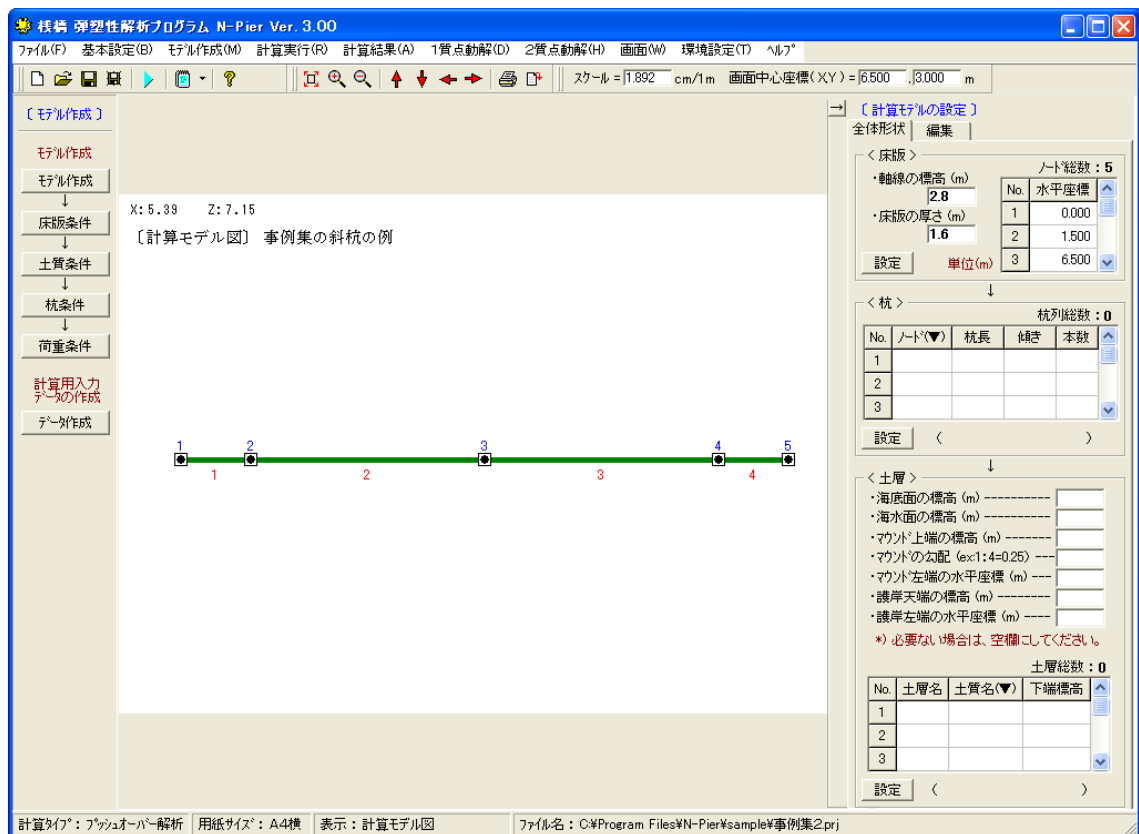 桟橋 弾塑性解析ﾌﾟﾛｸﾞﾗﾑ N-Pier Ver. 3.00
ﾌｧｲﾙ(F) 基本設定(B) ﾓﾃﾞﾙ作成(M) 計算実行(R) 計算結果(A) 1質点動解(D) 2質点動解(H) 画面(W) 環境設定(T) ﾍﾙﾌﾟ
ｽｹｰﾙ = 1.892 cm/1m 画面中心座標(X,Y) = 6.500 , 3.000 m
〔 ﾓﾃﾞﾙ作成 〕
ﾓﾃﾞﾙ作成
ﾓﾃﾞﾙ作成
↓
床版条件
↓
土質条件
↓
杭条件
↓
荷重条件
計算用入力
ﾃﾞｰﾀの作成
ﾃﾞｰﾀ作成
X:5.39 Z:7.15
〔計算モデル図〕 事例集の斜杭の例
1 2 3 4 5
1 2 3 4
→
〔 計算ﾓﾃﾞﾙの設定 〕
全体形状 編集
< 床版 >
ﾉｰﾄﾞ総数 : 5
・軸線の標高 (m)
2.8
・床版の厚さ (m)
1.6
設定 単位(m)
No. 水平座標
1 0.000
2 1.500
3 6.500
↓
< 杭 >
杭列総数 : 0
No. ﾉｰﾄﾞ(▼) 杭長 傾き 本数
1
2
3
設定 ( )
↓
< 土層 >
・海底面の標高 (m) ----------
・海水面の標高 (m) ----------
・ﾏｳﾝﾄﾞ上端の標高 (m) -------
・ﾏｳﾝﾄﾞの勾配 (ex:1:4=0.25) ---
・ﾏｳﾝﾄﾞ左端の水平座標 (m) ---
・護岸天端の標高 (m) --------
・護岸左端の水平座標 (m) ----
*) 必要ない場合は、空欄にしてください。
土層総数 : 0
No. 土層名 土質名(▼) 下端標高
1
2
3
設定 ( )
計算ﾀｲﾌﾟ : ﾌﾟｯｼｭｵｰﾊﾞｰ解析 用紙ｻｲｽﾞ : A4横 表示 : 計算ﾓﾃﾞﾙ図 ﾌｧｲﾙ名 : C:¥Program Files¥N-Pier¥sample¥事例集2.prj